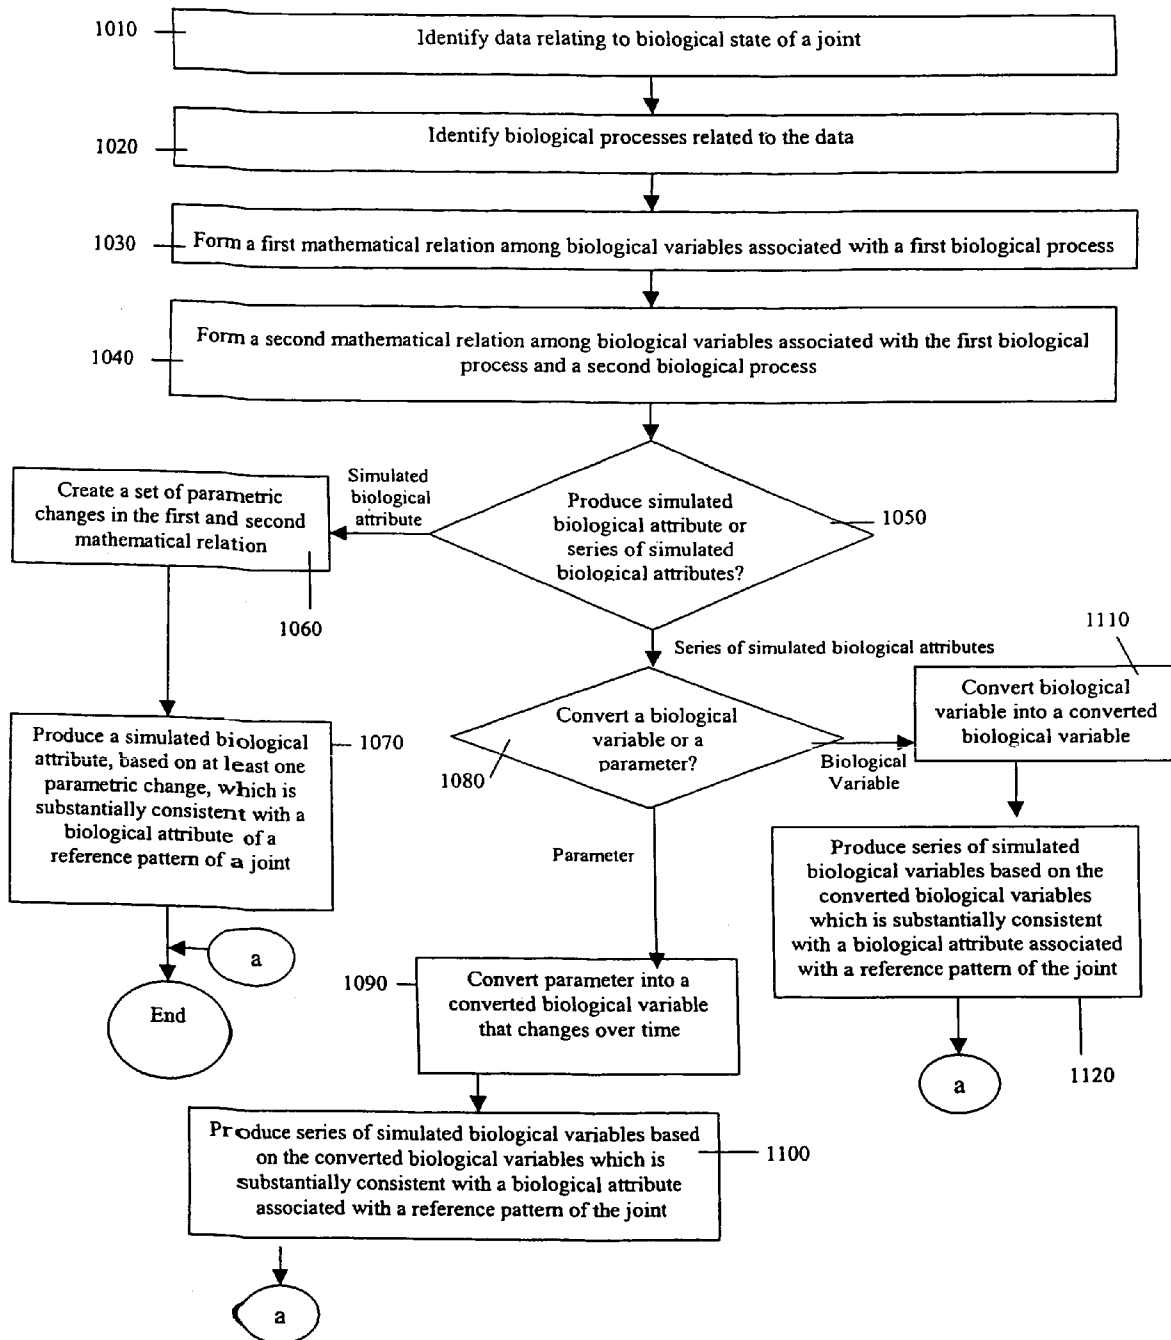 1010
Identify data relating to biological state of a joint
Identify biological processes related to the data
1020
1030
Form a first mathematical relation among biological variables associated with a first biological process
Form a second mathematical relation among biological variables associated with the first biological
process and a second biological process
1040
Simulated
biological
attribute
Create a set of parametric
changes in the first and second
mathematical relation
1060
Produce simulated
biological attribute or
series of simulated
biological attributes?
1050
Series of simulated biological attributes
1110
Convert biological
variable into a converted
biological variable
Convert a biological
variable or a
parameter?
1080
Biological
Variable
Produce a simulated biological
attribute, based on at least one
parametric change, which is
substantially consistent with a
biological attribute of a
reference pattern of a joint
1070
Parameter
Produce series of simulated
biological variables based on the
converted biological variables
which is substantially consistent
with a biological attribute associated
with a reference pattern of the joint
1120
a
a
End
1090
Convert parameter into a
converted biological variable
that changes over time
Produce series of simulated biological variables based
on the converted biological variables which is
substantially consistent with a biological attribute
associated with a reference pattern of the joint
1100
a